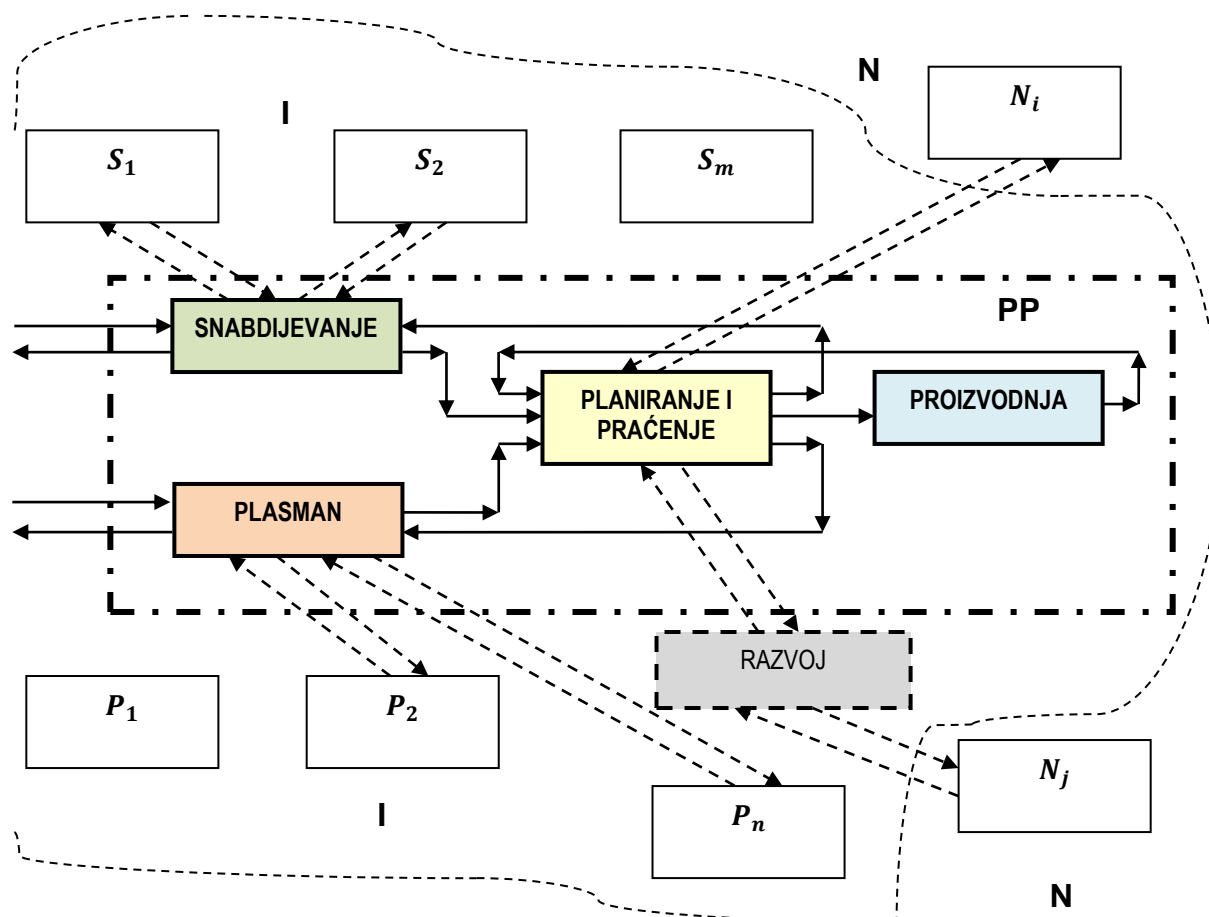 N
N_i
I
S_1
S_2
S_m
PP
SNABDIJEVANJE
PLANIRANJE I
PRAĆENJE
PROIZVODNJA
PLASMAN
RAZVOJ
P_1
P_2
N_j
I
P_n
N